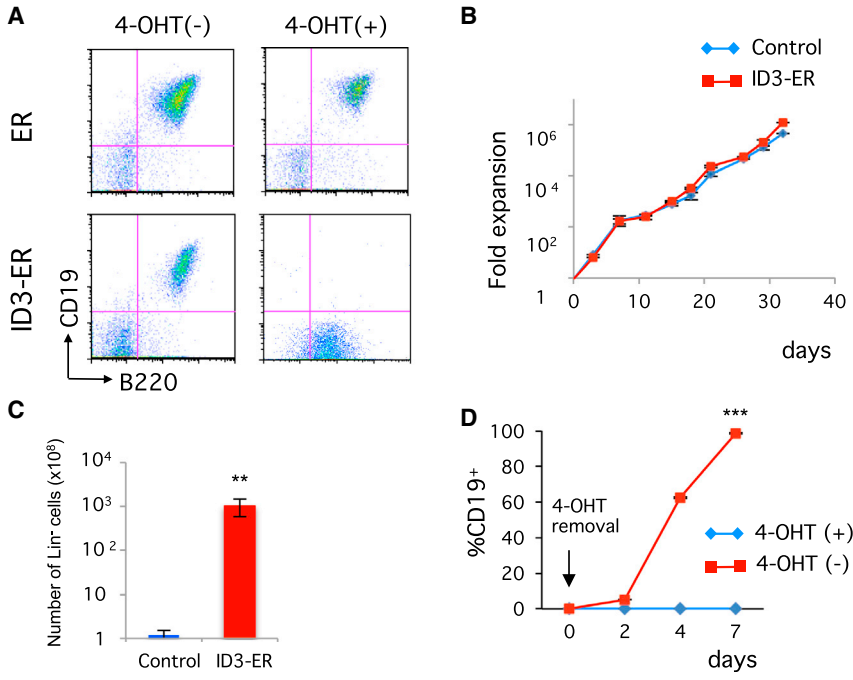 A
4-OHT(-)
4-OHT(+)
ER
ID3-ER
CD19
B220
B
Control
ID3-ER
Fold expansion
10^6
10^4
10^2
1
0
10
20
30
40
days
C
Number of Lin- cells (x10^8)
10^4
10^3
10^2
10
1
**
Control
ID3-ER
D
***
%CD19+
100
80
60
40
20
0
4-OHT
removal
4-OHT (+)
4-OHT (-)
0
2
4
7
days